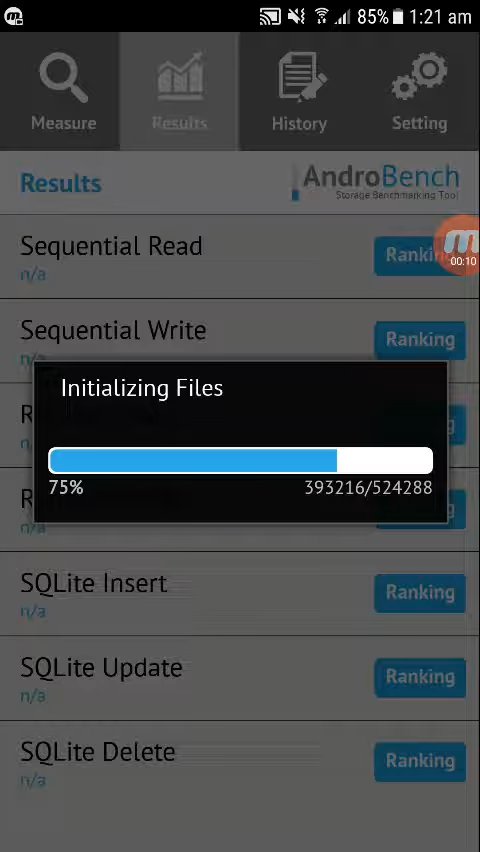 85% 1:21 am
Measure
Results
History
Setting
Results
AndroBench
Storage Benchmarking Tool
Sequential Read
n/a
Ranking
00:10
Sequential Write
n/a
Ranking
Initializing Files
75%
393216/524288
n/a
SQLite Insert
n/a
Ranking
SQLite Update
n/a
Ranking
SQLite Delete
n/a
Ranking